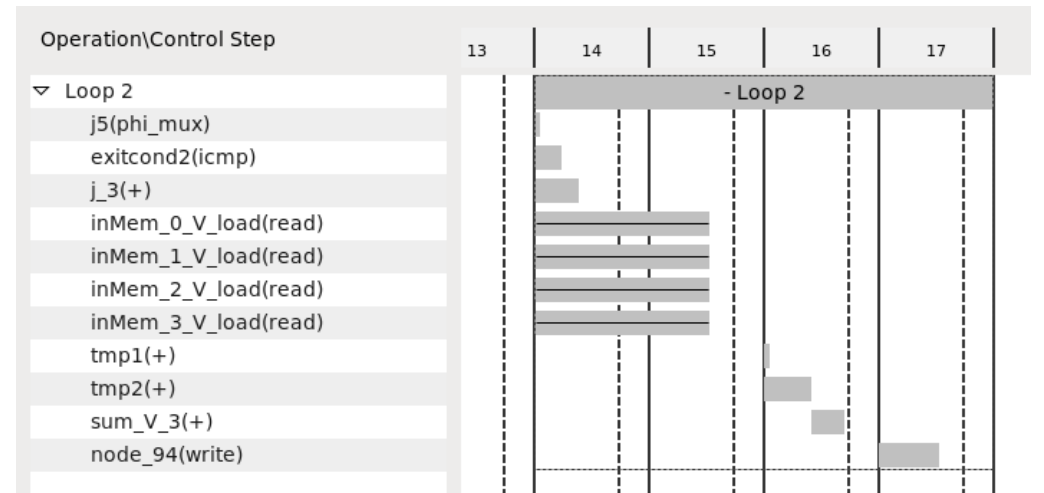 Operation\Control Step
13 14 15 16 17
Loop 2 - Loop 2
j5(phi_mux)
exitcond2(icmp)
j_3(+)
inMem_0_V_load(read)
inMem_1_V_load(read)
inMem_2_V_load(read)
inMem_3_V_load(read)
tmp1(+)
tmp2(+)
sum_V_3(+)
node_94(write)